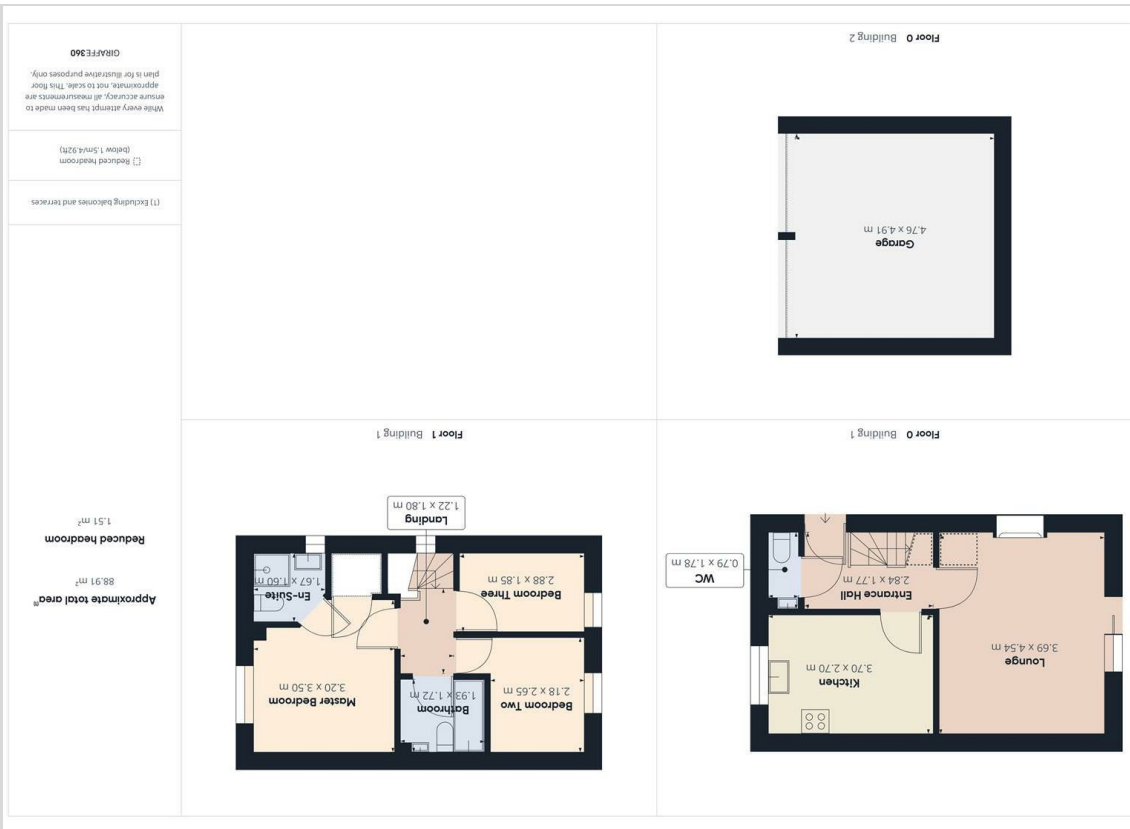 Kitchen
3.70 x 2.70 m
Lounge
3.69 x 4.54 m
Entrance Hall
2.84 x 1.77 m
WC
0.79 x 1.78 m
Floor 0 Building 1
Bedroom Two
2.18 x 2.65 m
Bathroom
1.93 x 1.72 m
Master Bedroom
3.20 x 3.50 m
Bedroom Three
2.88 x 1.85 m
En-Suite
1.67 x 1.60 m
Landing
1.22 x 1.80 m
Floor 1 Building 1
Approximate total area(1)
88.91 m²
Reduced headroom
1.51 m²
Garage
4.76 x 4.91 m
Floor 0 Building 2
(1) Excluding balconies and terraces
Reduced headroom
(below 1.5m/4.92ft)
While every attempt has been made to
ensure accuracy, all measurements are
approximate, not to scale. This floor
plan is for illustrative purposes only.
GIRAFFE360